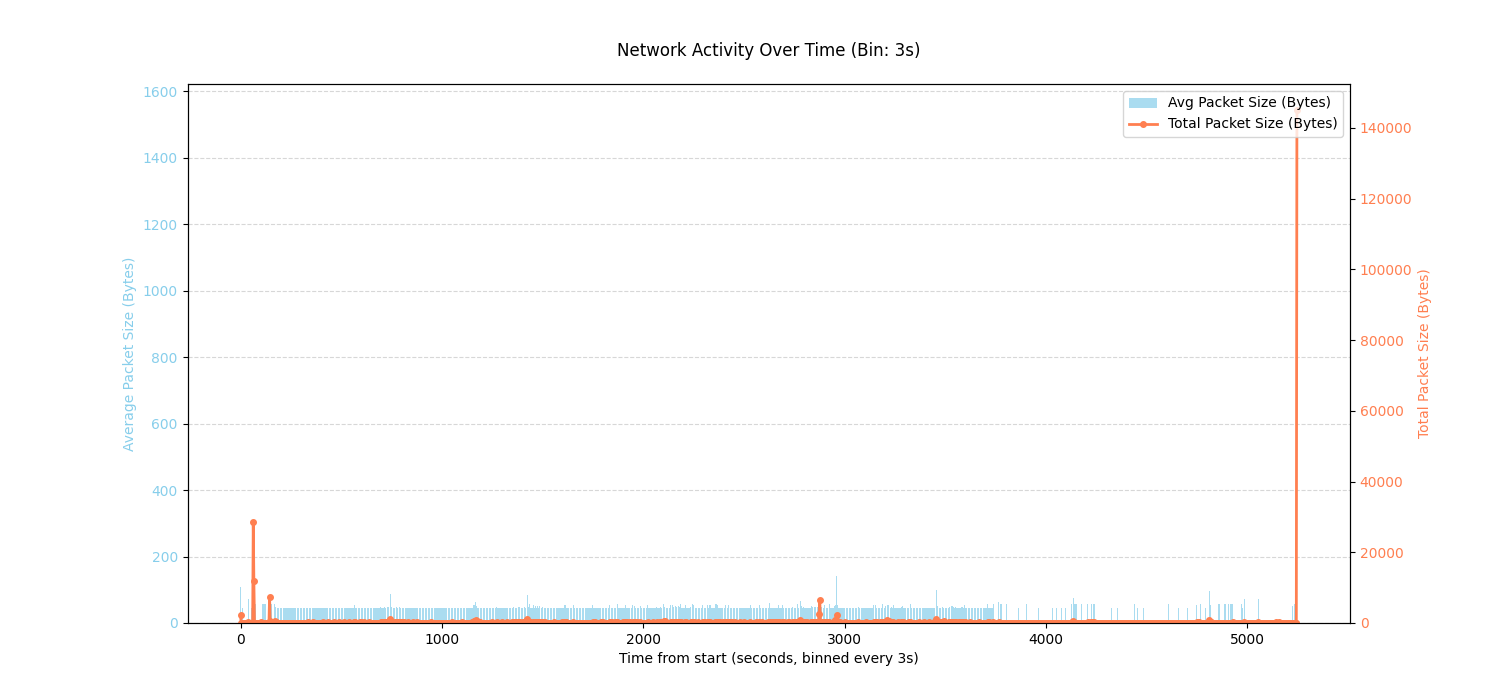 Network Activity Over Time (Bin: 3s)
Avg Packet Size (Bytes)
Total Packet Size (Bytes)
Average Packet Size (Bytes)
1600
1400
1200
1000
800
600
400
200
0
140000
120000
100000
80000
60000
40000
20000
0
Total Packet Size (Bytes)
0 1000 2000 3000 4000 5000
Time from start (seconds, binned every 3s)